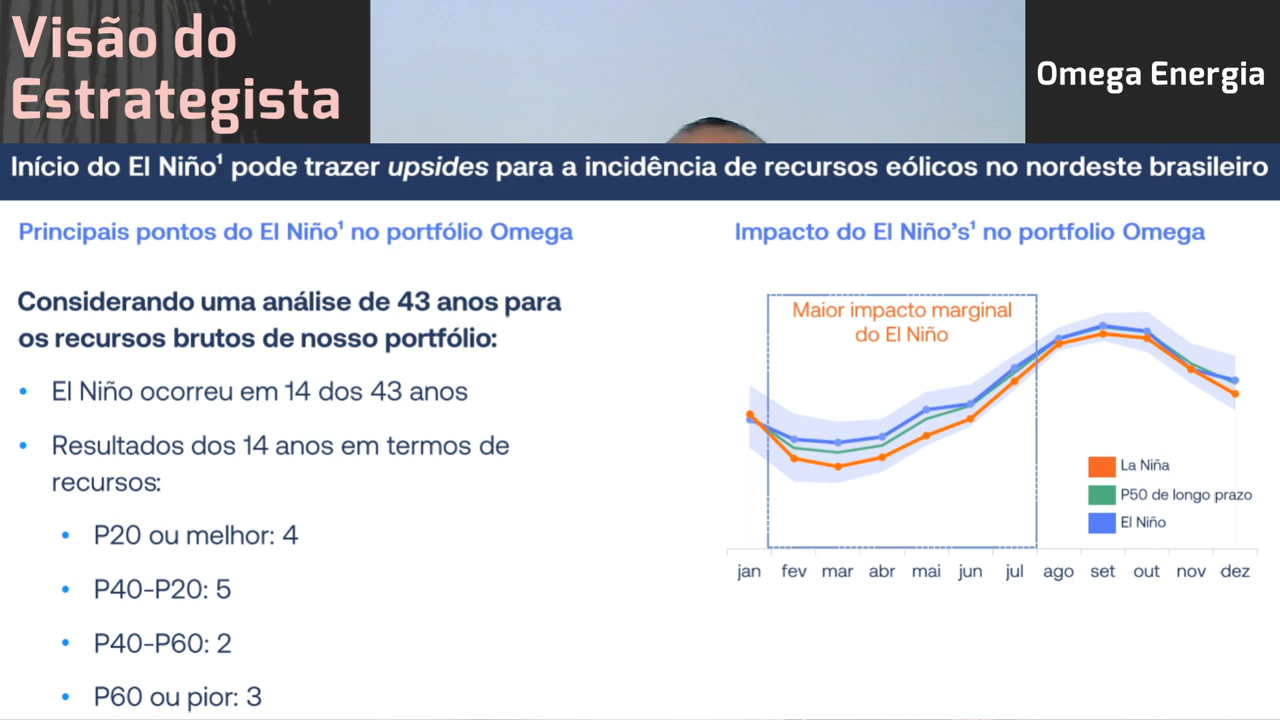 Visão do
Estrategista
Omega Energia
Início do El Niño¹ pode trazer upsides para a incidência de recursos eólicos no nordeste brasileiro
Principais pontos do El Niño¹ no portfólio Omega
Considerando uma análise de 43 anos para
os recursos brutos de nosso portfólio:
• El Niño ocorreu em 14 dos 43 anos
• Resultados dos 14 anos em termos de
recursos:
• P20 ou melhor: 4
• P40-P20: 5
• P40-P60: 2
• P60 ou pior: 3
Impacto do El Niño's¹ no portfolio Omega
Maior impacto marginal
do El Niño
La Niña
P50 de longo prazo
El Niño
jan fev mar abr mai jun jul ago set out nov dez